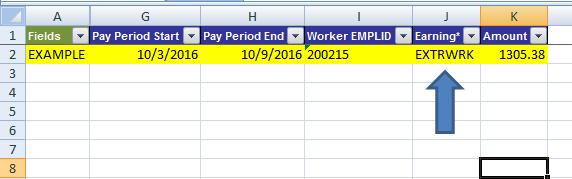 A G H I J K
1 Fields Pay Period Start Pay Period End Worker EMPLID Earning* Amount
2 EXAMPLE 10/3/2016 10/9/2016 200215 EXTRWRK 1305.38
3
4
5
6
7
8